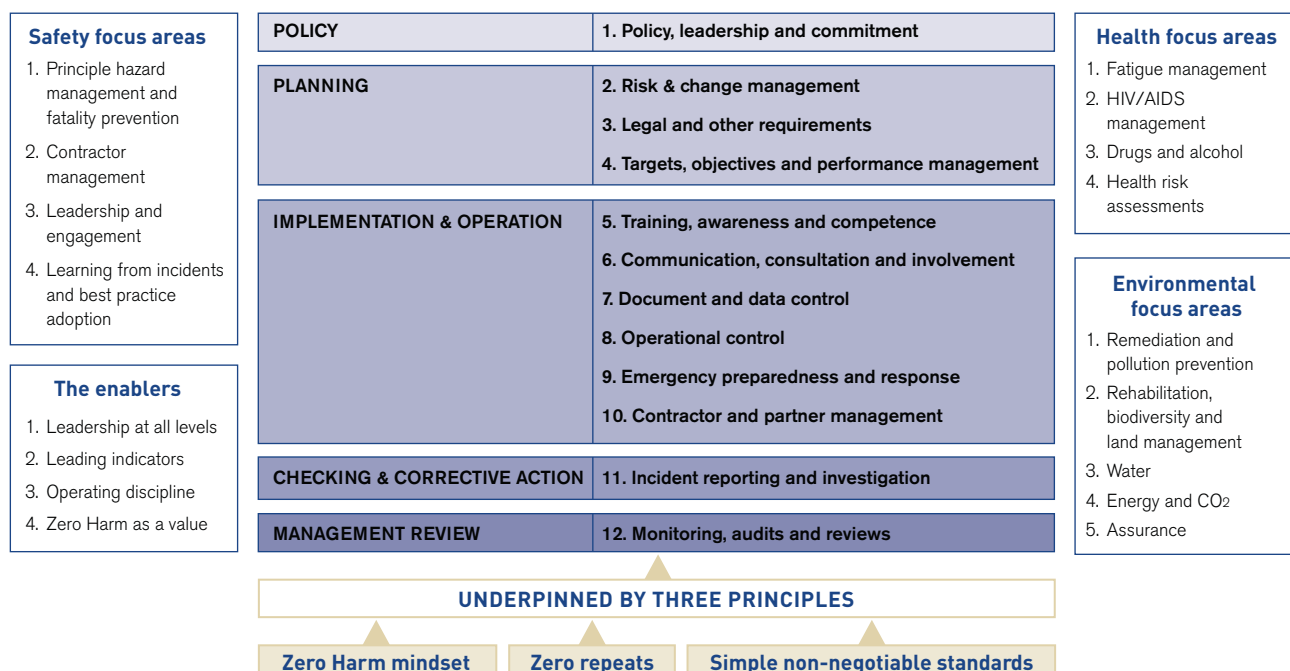 Safety focus areas
1. Principle hazard
management and
fatality prevention
2. Contractor
management
3. Leadership and
engagement
4. Learning from incidents
and best practice
adoption
The enablers
1. Leadership at all levels
2. Leading indicators
3. Operating discipline
4. Zero Harm as a value
POLICY
1. Policy, leadership and commitment
PLANNING
2. Risk & change management
3. Legal and other requirements
4. Targets, objectives and performance management
IMPLEMENTATION & OPERATION
5. Training, awareness and competence
6. Communication, consultation and involvement
7. Document and data control
8. Operational control
9. Emergency preparedness and response
10. Contractor and partner management
CHECKING & CORRECTIVE ACTION
11. Incident reporting and investigation
MANAGEMENT REVIEW
12. Monitoring, audits and reviews
UNDERPINNED BY THREE PRINCIPLES
Zero Harm mindset
Zero repeats
Simple non-negotiable standards
Health focus areas
1. Fatigue management
2. HIV/AIDS
management
3. Drugs and alcohol
4. Health risk
assessments
Environmental
focus areas
1. Remediation and
pollution prevention
2. Rehabilitation,
biodiversity and
land management
3. Water
4. Energy and CO2
5. Assurance